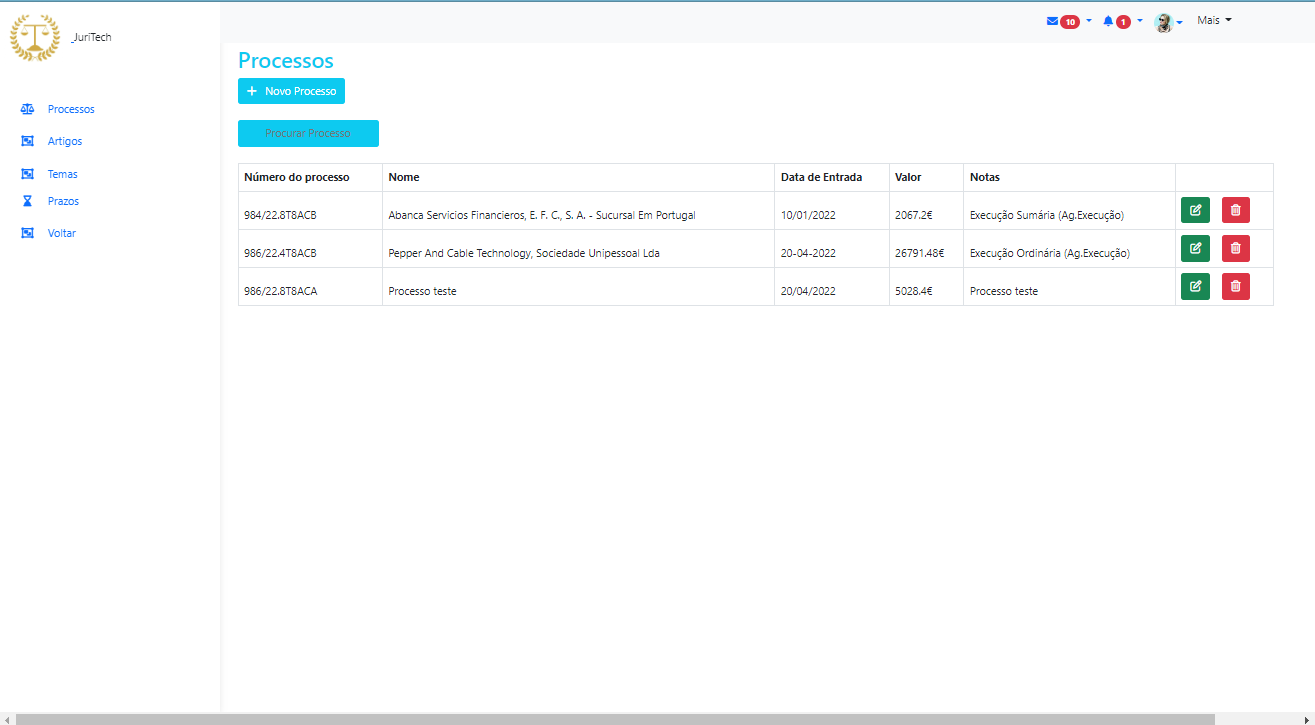 _JuriTech
10
1
Mais
Processos
Artigos
Temas
Prazos
Voltar
Processos
+ Novo Processo
Procurar Processo
Número do processo Nome Data de Entrada Valor Notas
984/22.8T8ACB Abanca Servicios Financieros, E. F. C., S. A. - Sucursal Em Portugal 10/01/2022 2067.2€ Execução Sumária (Ag.Execução)
986/22.4T8ACB Pepper And Cable Technology, Sociedade Unipessoal Lda 20-04-2022 26791.48€ Execução Ordinária (Ag.Execução)
986/22.8T8ACA Processo teste 20/04/2022 5028.4€ Processo teste